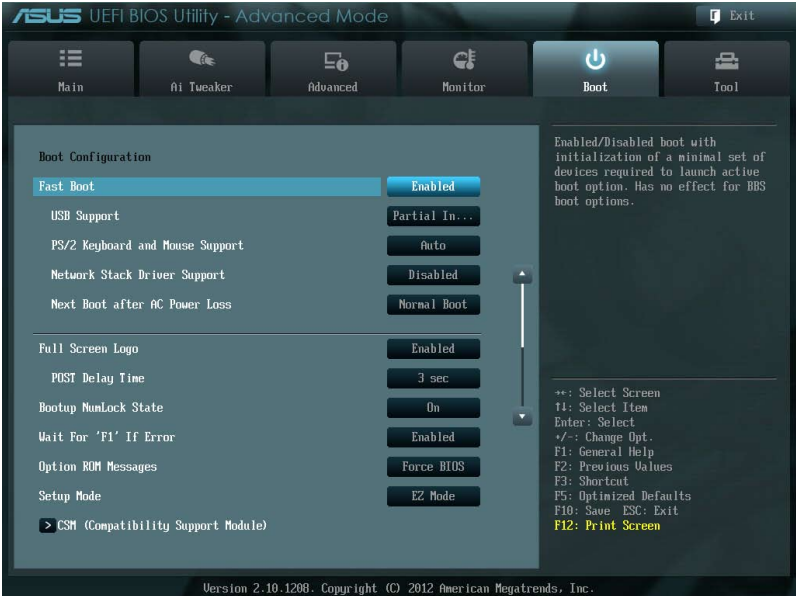 ASUS UEFI BIOS Utility - Advanced Mode
Exit
Main
Ai Tweaker
Advanced
Monitor
Boot
Tool
Boot Configuration
Fast Boot Enabled
USB Support Partial In...
PS/2 Keyboard and Mouse Support Auto
Network Stack Driver Support Disabled
Next Boot after AC Power Loss Normal Boot
Full Screen Logo Enabled
POST Delay Time 3 sec
Bootup NumLock State On
Wait For 'F1' If Error Enabled
Option ROM Messages Force BIOS
Setup Mode EZ Mode
> CSM (Compatibility Support Module)
Enabled/Disabled boot with
initialization of a minimal set of
devices required to launch active
boot option. Has no effect for BBS
boot options.
→←: Select Screen
↑↓: Select Item
Enter: Select
+/-: Change Opt.
F1: General Help
F2: Previous Values
F3: Shortcut
F5: Optimized Defaults
F10: Save ESC: Exit
F12: Print Screen
Version 2.10.1208. Copyright (C) 2012 American Megatrends, Inc.